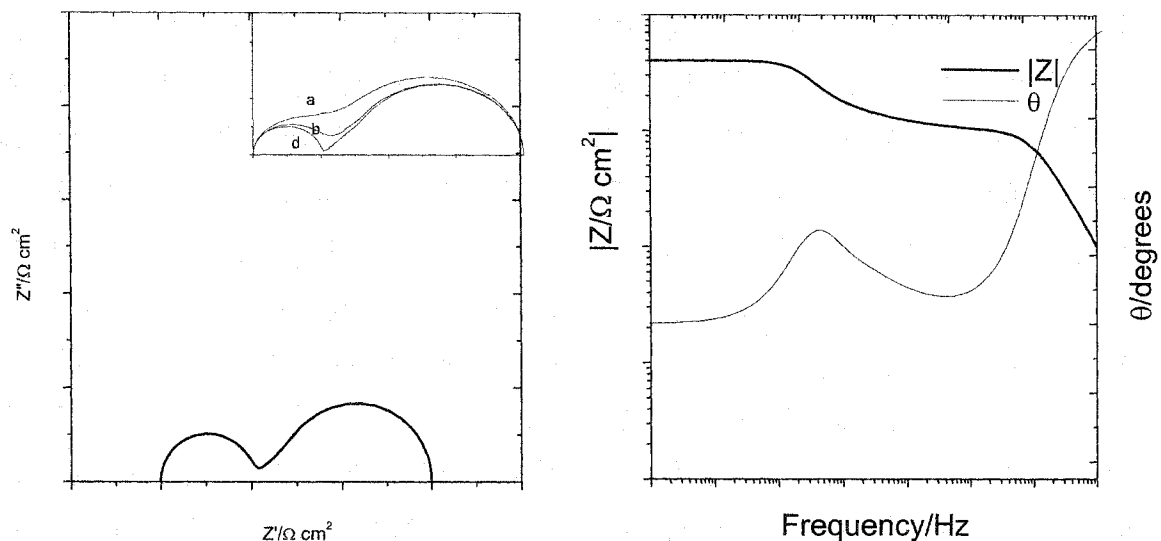 a
b
d
Z''/Ω cm²
Z'/Ω cm²
|Z|
θ
|Z/Ω cm²|
θ/degrees
Frequency/Hz